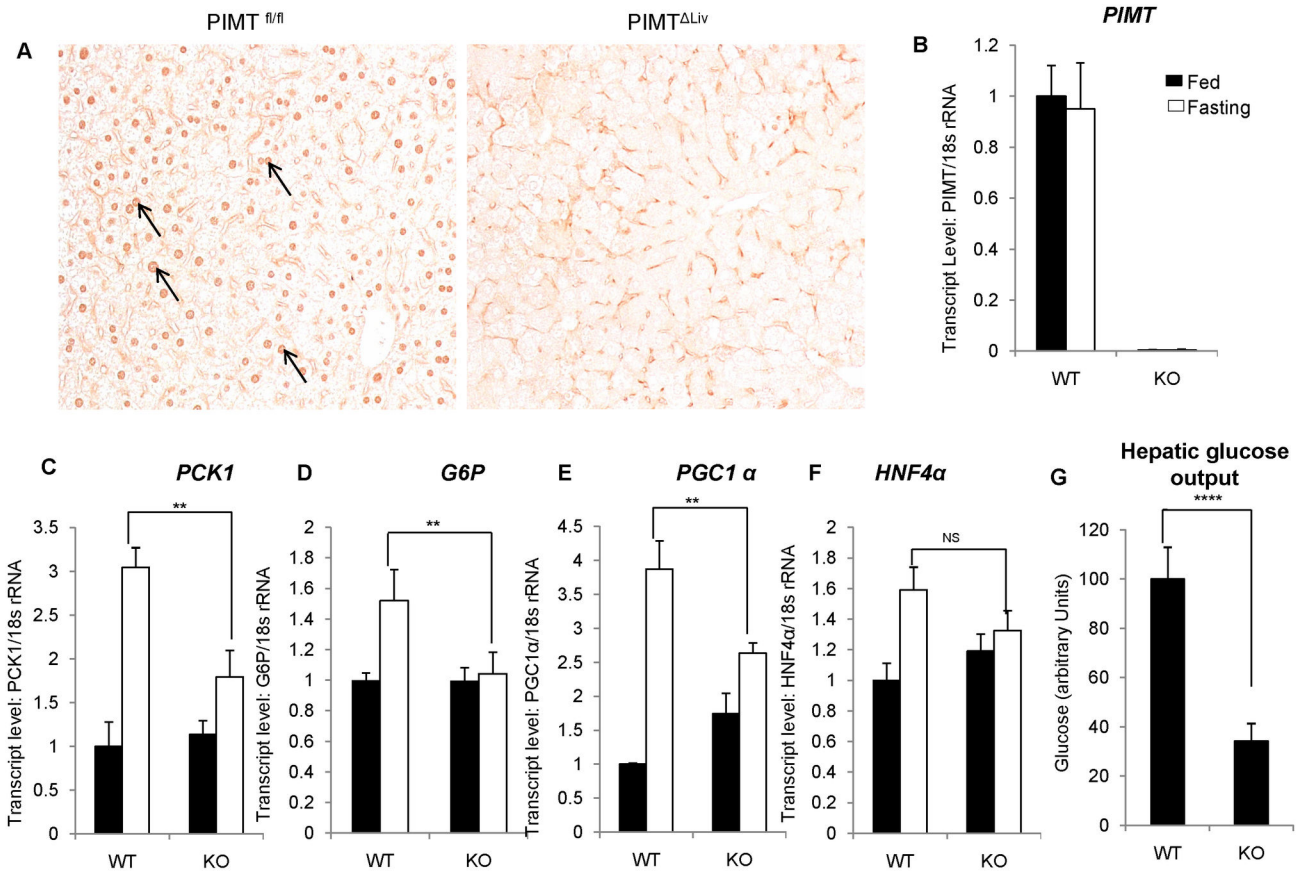 PIMT fl/fl
PIMTΔLiv
PIMT
A
B
Transcript Level: PIMT/18s rRNA
1.2
1
0.8
0.6
0.4
0.2
0
Fed
Fasting
WT
KO
C
PCK1
Transcript level: PCK1/18s rRNA
3.5
3
2.5
2
1.5
1
0.5
0
**
WT
KO
D
G6P
Transcript level: G6P/18s rRNA
2
1.8
1.6
1.4
1.2
1
0.8
0.6
0.4
0.2
0
**
WT
KO
E
PGC1 α
Transcript level: PGC1α/18s rRNA
4.5
4
3.5
3
2.5
2
1.5
1
0.5
0
**
WT
KO
F
HNF4α
Transcript level: HNF4α/18s rRNA
2
1.8
1.6
1.4
1.2
1
0.8
0.6
0.4
0.2
0
NS
WT
KO
G
Hepatic glucose
output
Glucose (arbitrary Units)
120
100
80
60
40
20
0
****
WT
KO